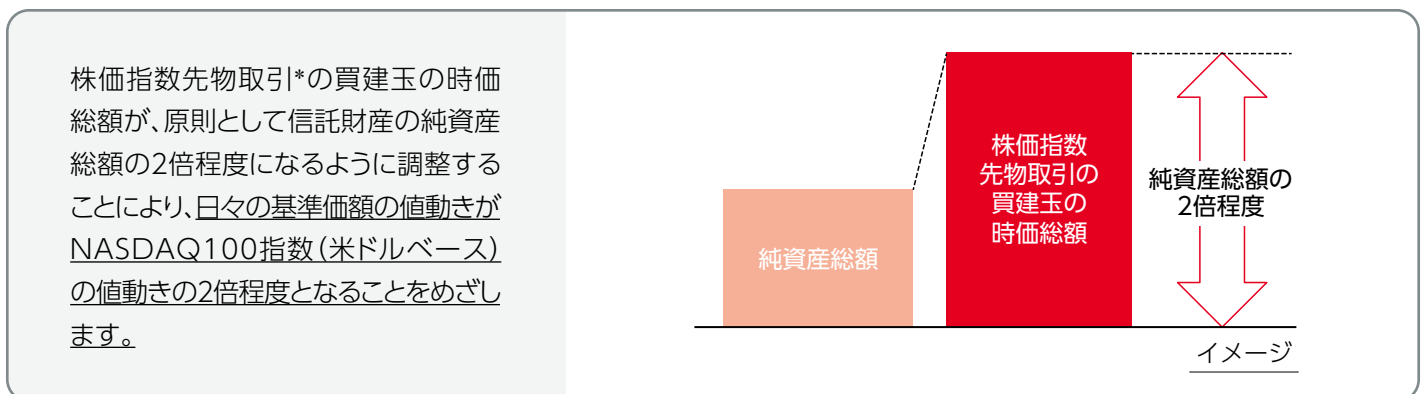 株価指数先物取引*の買建玉の時価
総額が、原則として信託財産の純資産
総額の2倍程度になるように調整する
ことにより、日々の基準価額の値動きが
NASDAQ100指数(米ドルベース)
の値動きの2倍程度となることをめざし
ます。
純資産総額
株価指数
先物取引の
買建玉の
時価総額
純資産総額の
2倍程度
イメージ